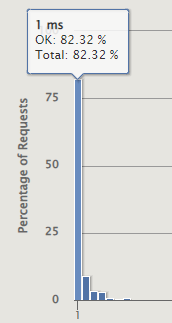 1 ms
OK: 82.32 %
Total: 82.32 %
Percentage of Requests
75
50
25
0
1